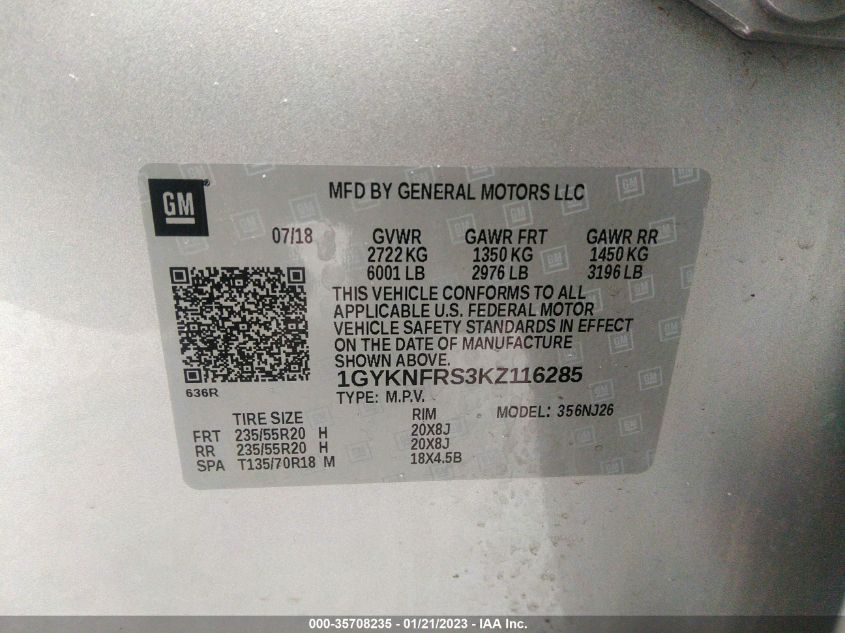 GM
MFD BY GENERAL MOTORS LLC
07/18 GVWR GAWR FRT GAWR RR
2722 KG 1350 KG 1450 KG
6001 LB 2976 LB 3196 LB
THIS VEHICLE CONFORMS TO ALL
APPLICABLE U.S. FEDERAL MOTOR
VEHICLE SAFETY STANDARDS IN EFFECT
ON THE DATE OF MANUFACTURE
SHOWN ABOVE.
1GYKNFRS3KZ116285
636R
TYPE: M.P.V. MODEL: 356NJ26
TIRE SIZE RIM
FRT 235/55R20 H 20X8J
RR 235/55R20 H 20X8J
SPA T135/70R18 M 18X4.5B
000-35708235 - 01/21/2023 - IAA Inc.